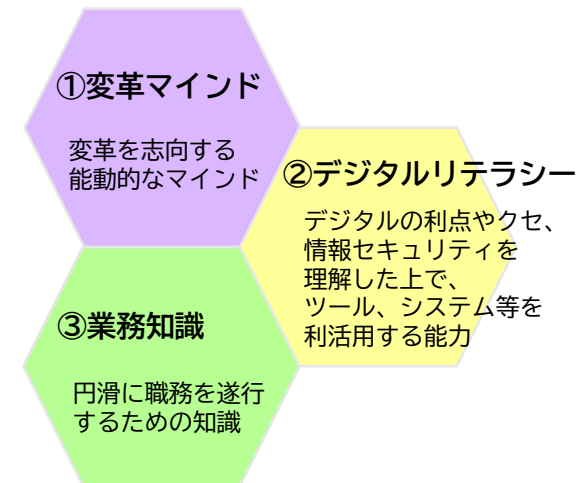 ①変革マインド
変革を志向する
能動的なマインド
②デジタルリテラシー
デジタルの利点やクセ、
情報セキュリティを
理解した上で、
ツール、システム等を
利活用する能力
③業務知識
円滑に職務を遂行
するための知識